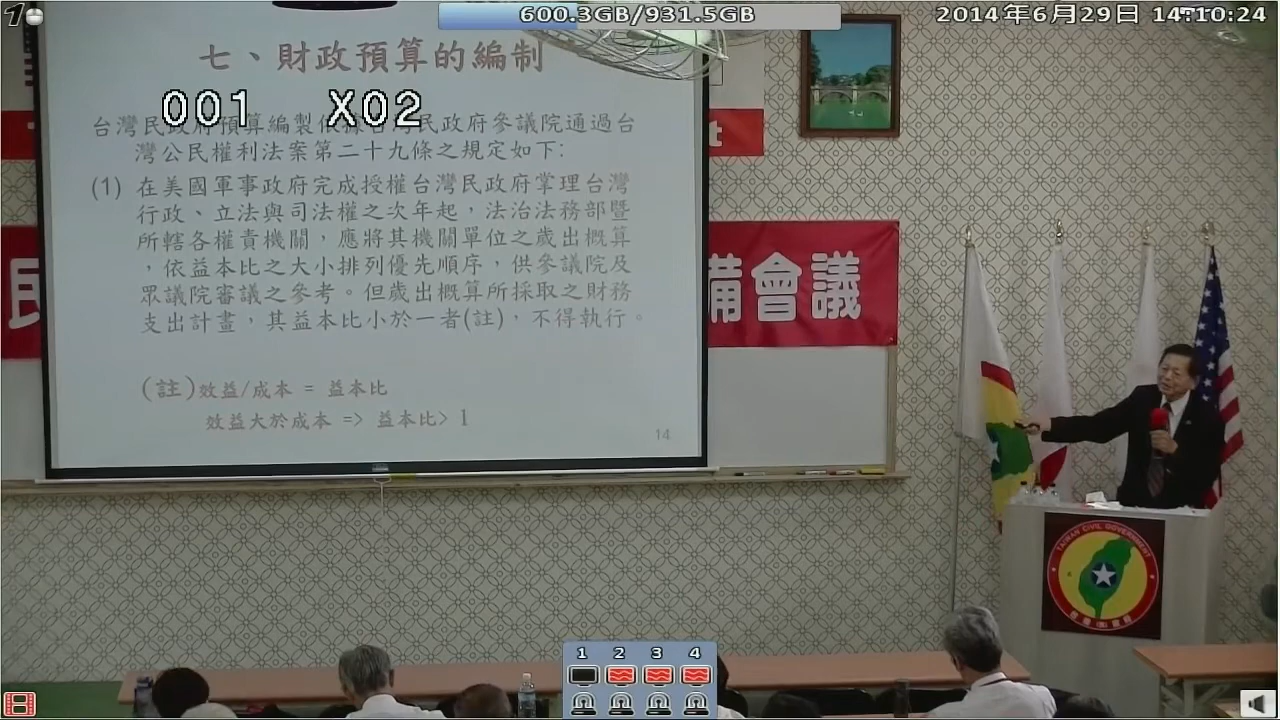 1
600.3GB/931.5GB
2014年6月29日 14:10:24
七、財政預算的編制
001 X02
台灣民政府預算編製依據台灣民政府參議院通過台
灣公民權利法案第二十九條之規定如下:
(1) 在美國軍事政府完成授權台灣民政府掌理台灣
行政、立法與司法權之次年起，法治法務部暨
所轄各權責機關，應將其機關單位之歲出概算
，依益本比之大小排列優先順序，供參議院及
眾議院審議之參考。但歲出概算所採取之財務
支出計畫，其益本比小於一者(註)，不得執行。
(註)效益/成本 = 益本比
效益大於成本 => 益本比> 1
14
t
民
備會議
TAIWAN CIVIL GOVERNMENT
1 2 3 4